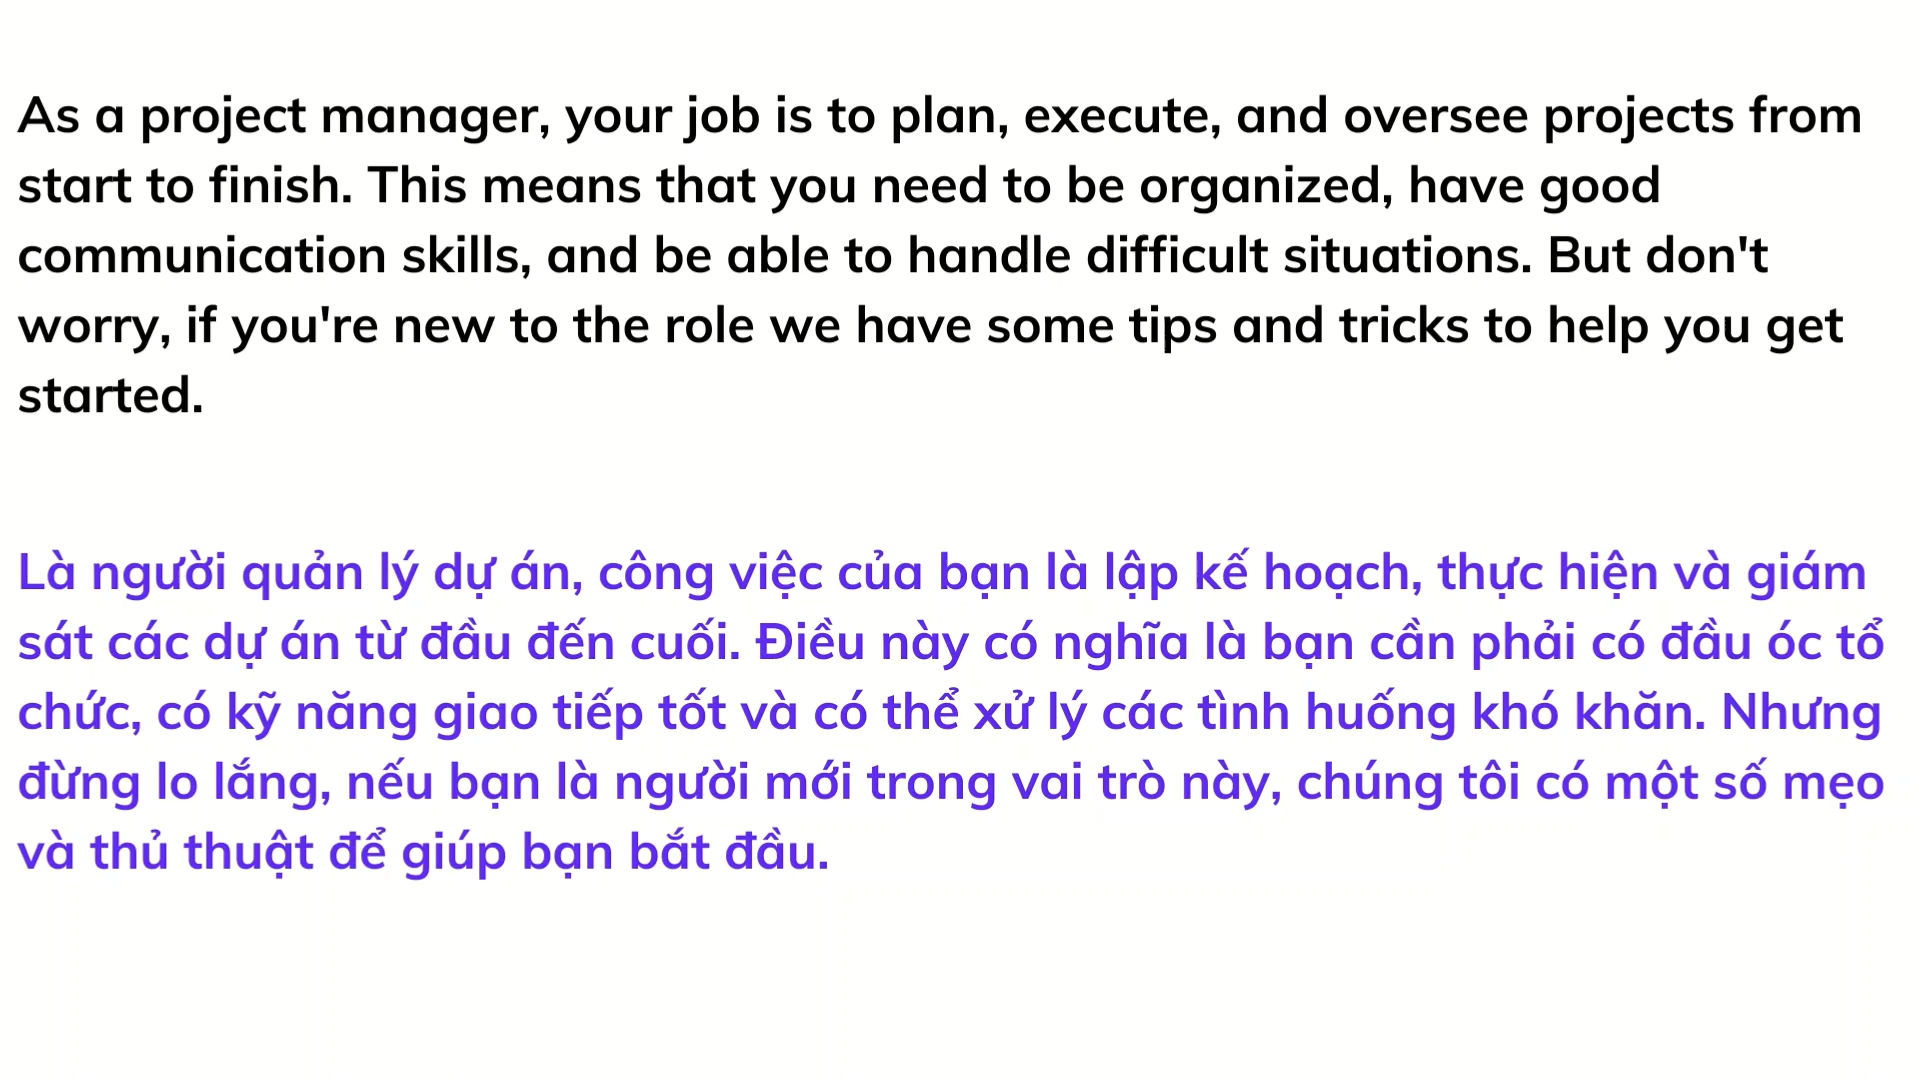 As a project manager, your job is to plan, execute, and oversee projects from
start to finish. This means that you need to be organized, have good
communication skills, and be able to handle difficult situations. But don't
worry, if you're new to the role we have some tips and tricks to help you get
started.
Là người quản lý dự án, công việc của bạn là lập kế hoạch, thực hiện và giám
sát các dự án từ đầu đến cuối. Điều này có nghĩa là bạn cần phải có đầu óc tổ
chức, có kỹ năng giao tiếp tốt và có thể xử lý các tình huống khó khăn. Nhưng
đừng lo lắng, nếu bạn là người mới trong vai trò này, chúng tôi có một số mẹo
và thủ thuật để giúp bạn bắt đầu.